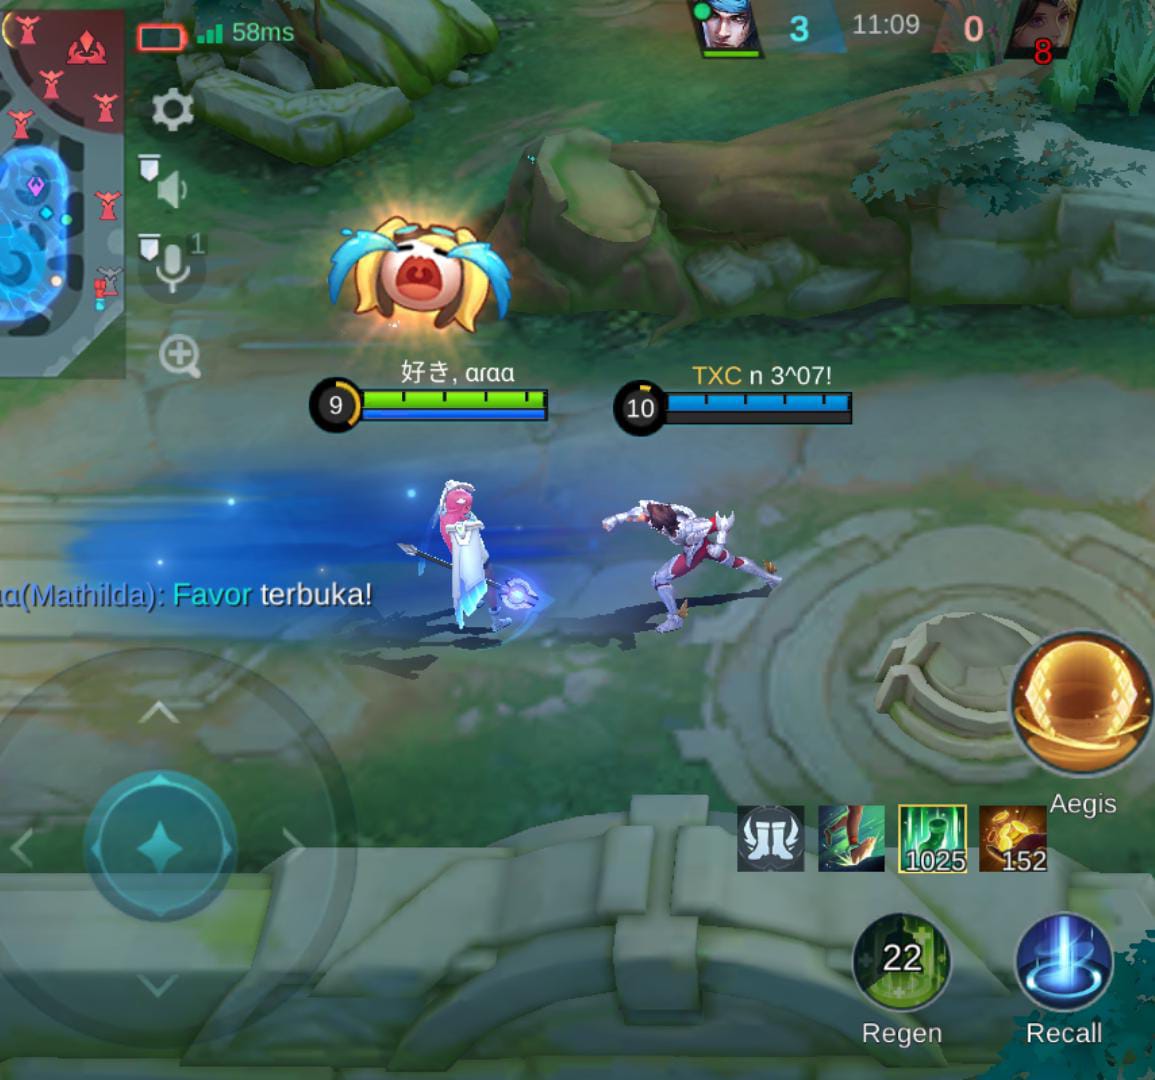 58ms
3 11:09 0
8
1
好き, αrαα
TXC n 3^07!
9
10
(Mathilda): Favor terbuka!
Aegis
1025
152
22
Regen
Recall